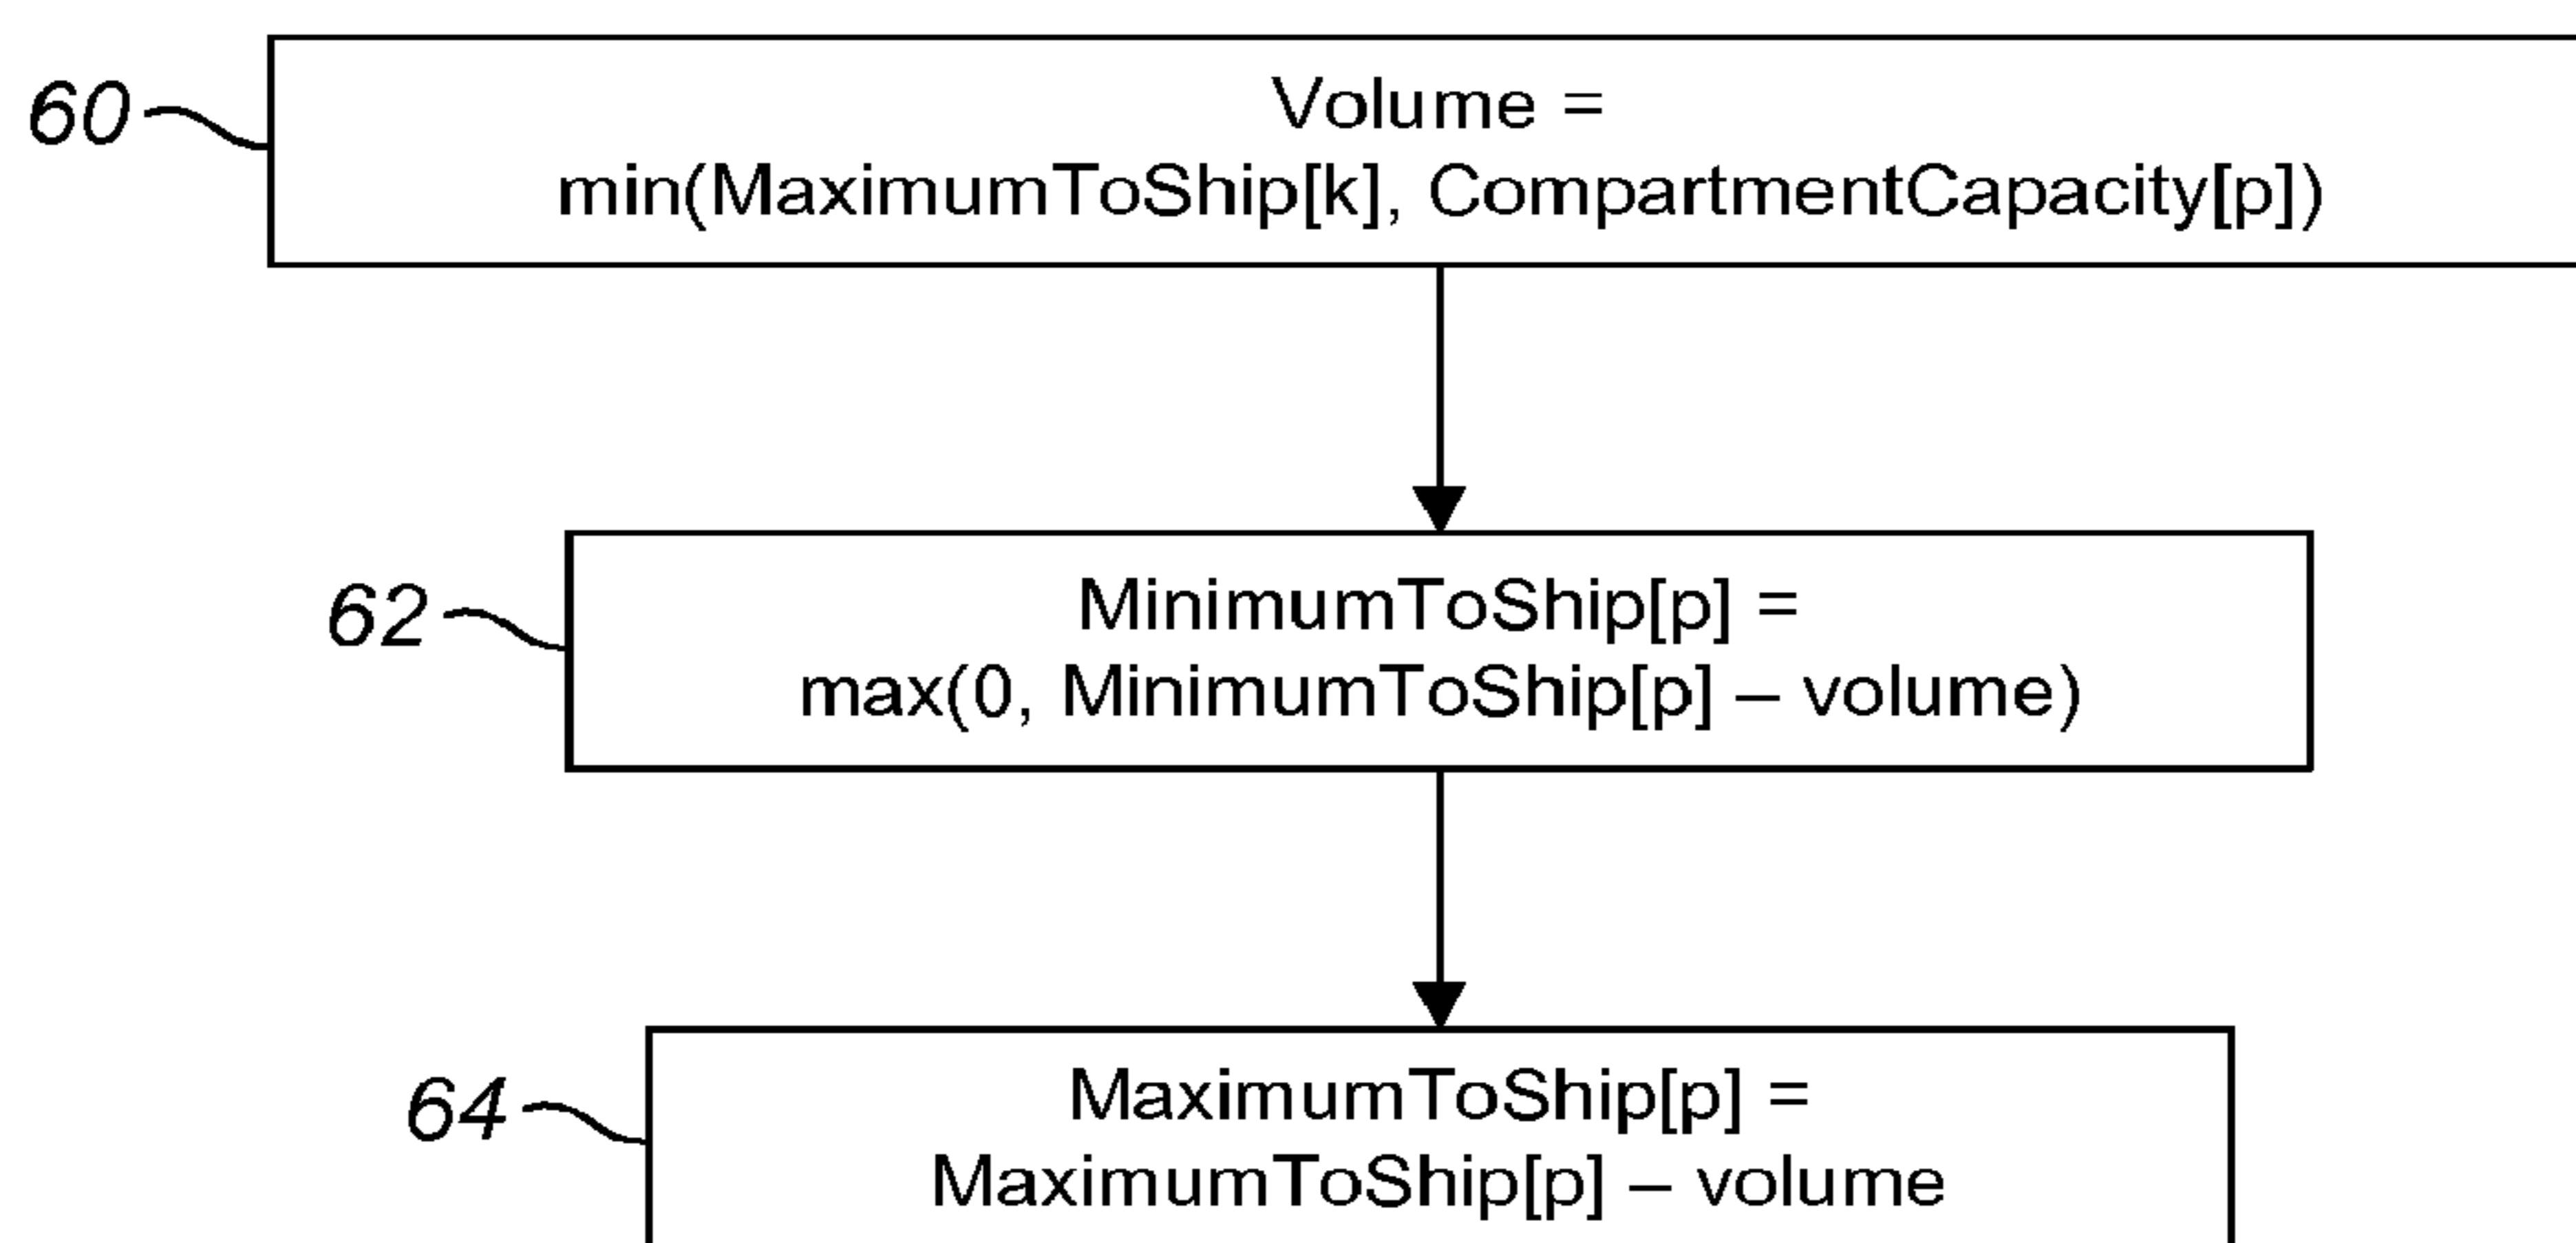 60
Volume =
min(MaximumToShip[k], CompartmentCapacity[p])
62
MinimumToShip[p] =
max(0, MinimumToShip[p] – volume)
64
MaximumToShip[p] =
MaximumToShip[p] – volume